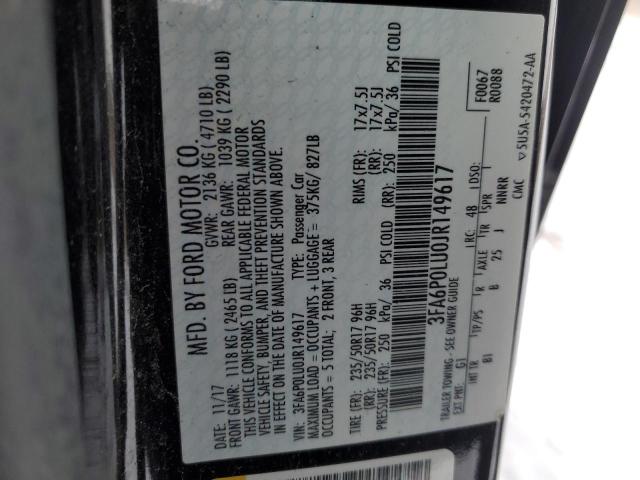 MFD. BY FORD MOTOR CO.
DATE: 11/17 GVWR: 2136 KG (4710 LB)
FRONT GAWR: 1118 KG (2465 LB) REAR GAWR: 1039 KG (2290 LB)
THIS VEHICLE CONFORMS TO ALL APPLICABLE FEDERAL MOTOR
VEHICLE SAFETY, BUMPER, AND THEFT PREVENTION STANDARDS
IN EFFECT ON THE DATE OF MANUFACTURE SHOWN ABOVE.
VIN: 3FA6P0LU0JR149617 TYPE: Passenger Car
MAXIMUM LOAD = OCCUPANTS + LUGGAGE = 375KG/ 827LB
OCCUPANTS = 5 TOTAL; 2 FRONT, 3 REAR
TIRE (FR): 235/50R17 96H RIMS (FR): 17x7.5J
(RR): 235/50R17 96H (RR): 17x7.5J
PRESSURE (FR): 250 kPa/ 36 PSI COLD (RR): 250 kPa/ 36 PSI COLD
3FA6P0LU0JR149617
TRAILER TOWING - SEE OWNER GUIDE
EXT PNT: G1 RC: 48 DSO: F0067
R0088
INT TR TP/PS R AXLE TR SPR
B1 B 25 J NNRR
CMC ▽5USA-5420472-AA